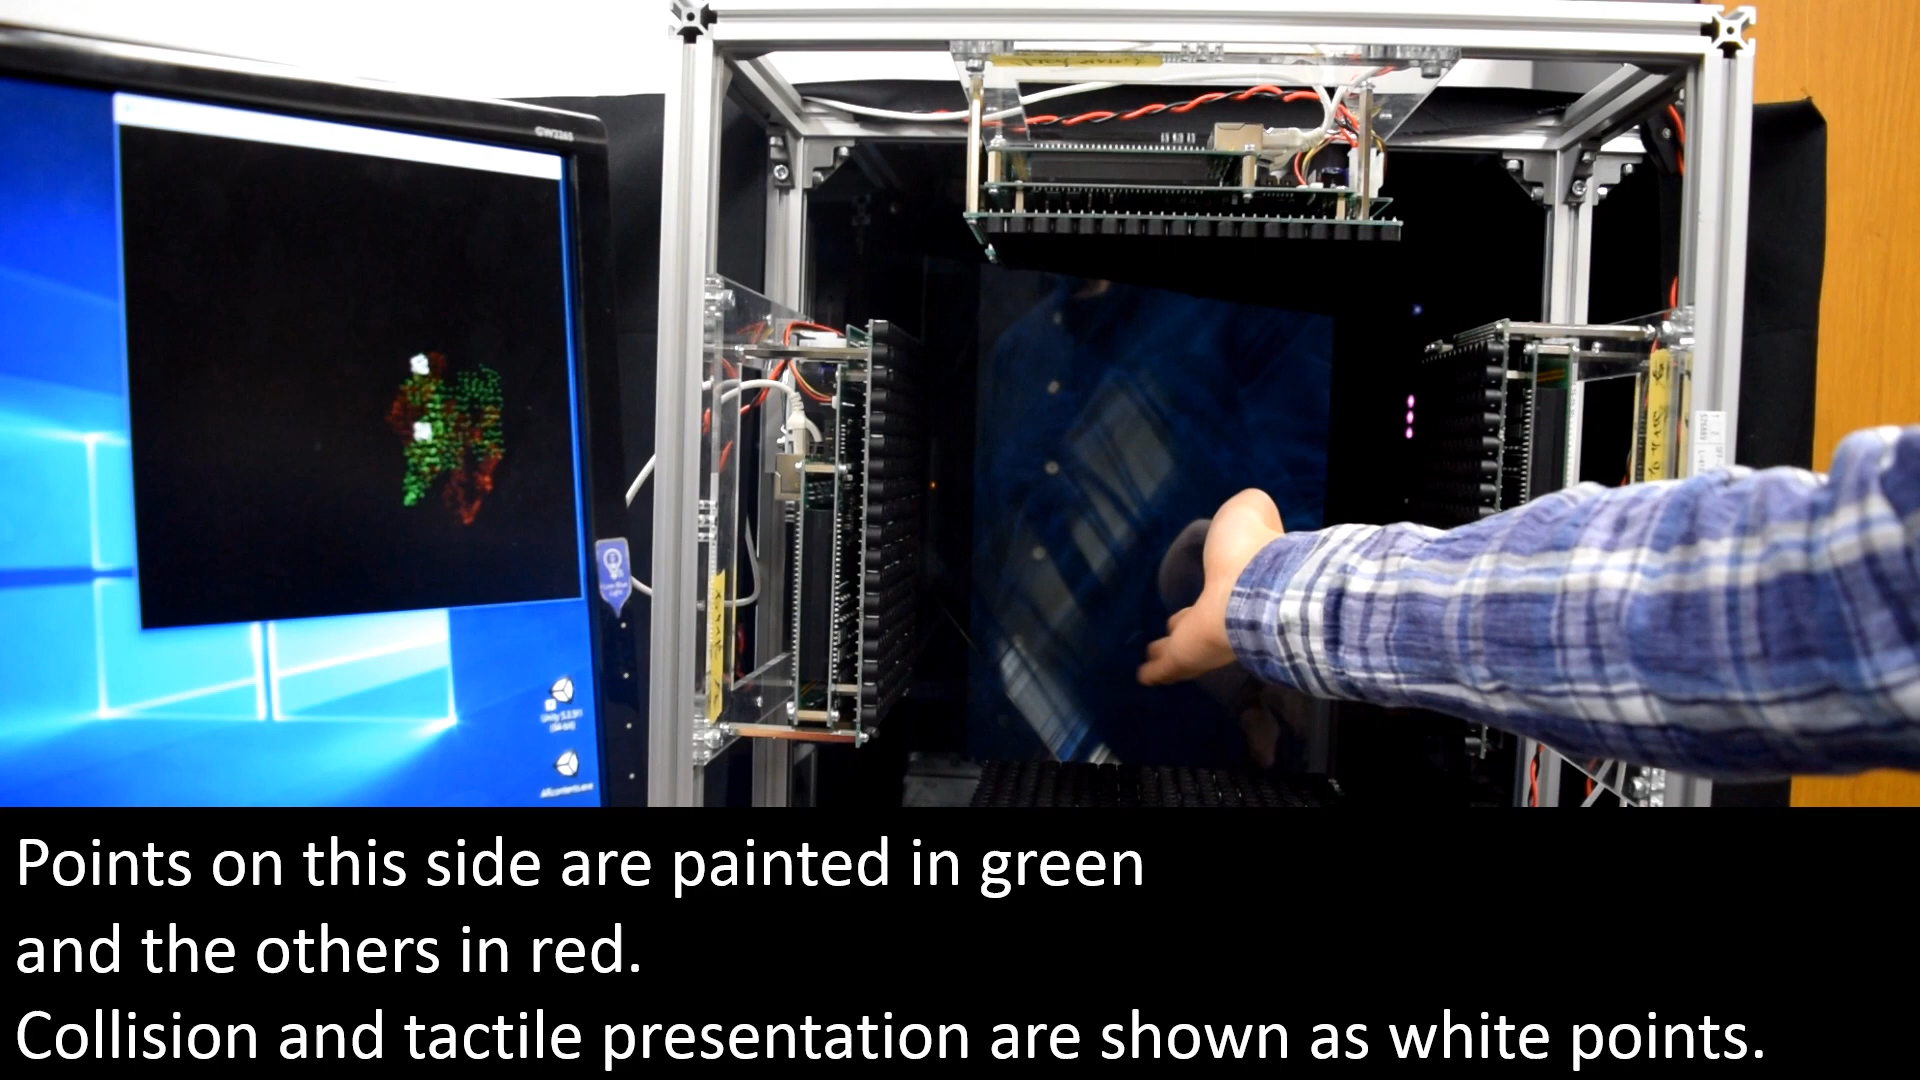 GW2265
Points on this side are painted in green
and the others in red.
Collision and tactile presentation are shown as white points.